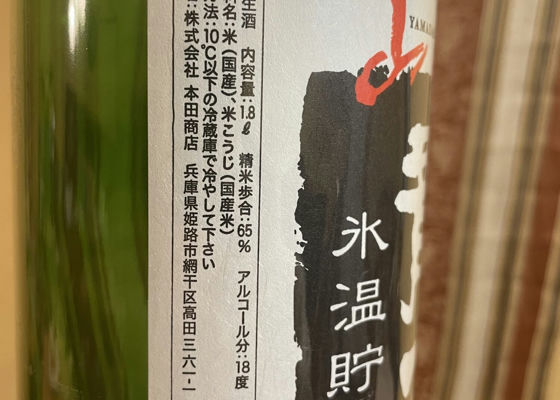 YAMADA
氷温貯
生酒 内容量:1.8ℓ 精米歩合:65% アルコール分:18度
名:米(国産)、米こうじ(国産米)
法:10℃以下の冷蔵庫で冷やして下さい
:株式会社 本田商店 兵庫県姫路市網干区高田三六一-一